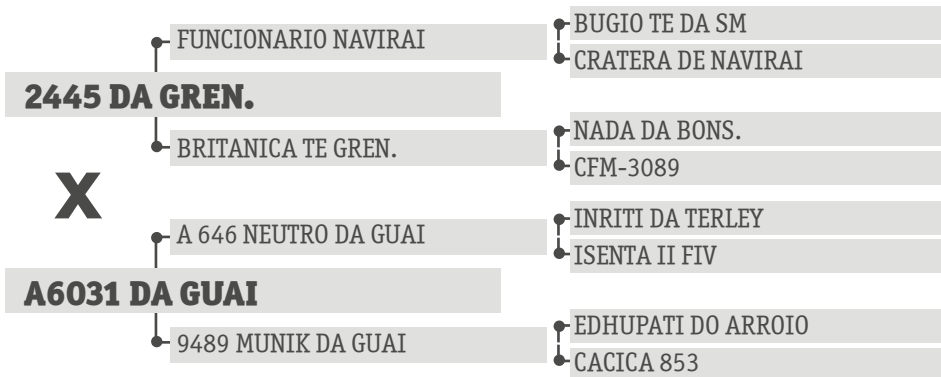 BUGIO TE DA SM
FUNCIONARIO NAVIRAI
CRATERA DE NAVIRAI
2445 DA GREN.
NADA DA BONS.
BRITANICA TE GREN.
CFM-3089
X
INRITI DA TERLEY
A 646 NEUTRO DA GUAI
ISENTA II FIV
A6031 DA GUAI
EDHUPATI DO ARROIO
9489 MUNIK DA GUAI
CACICA 853